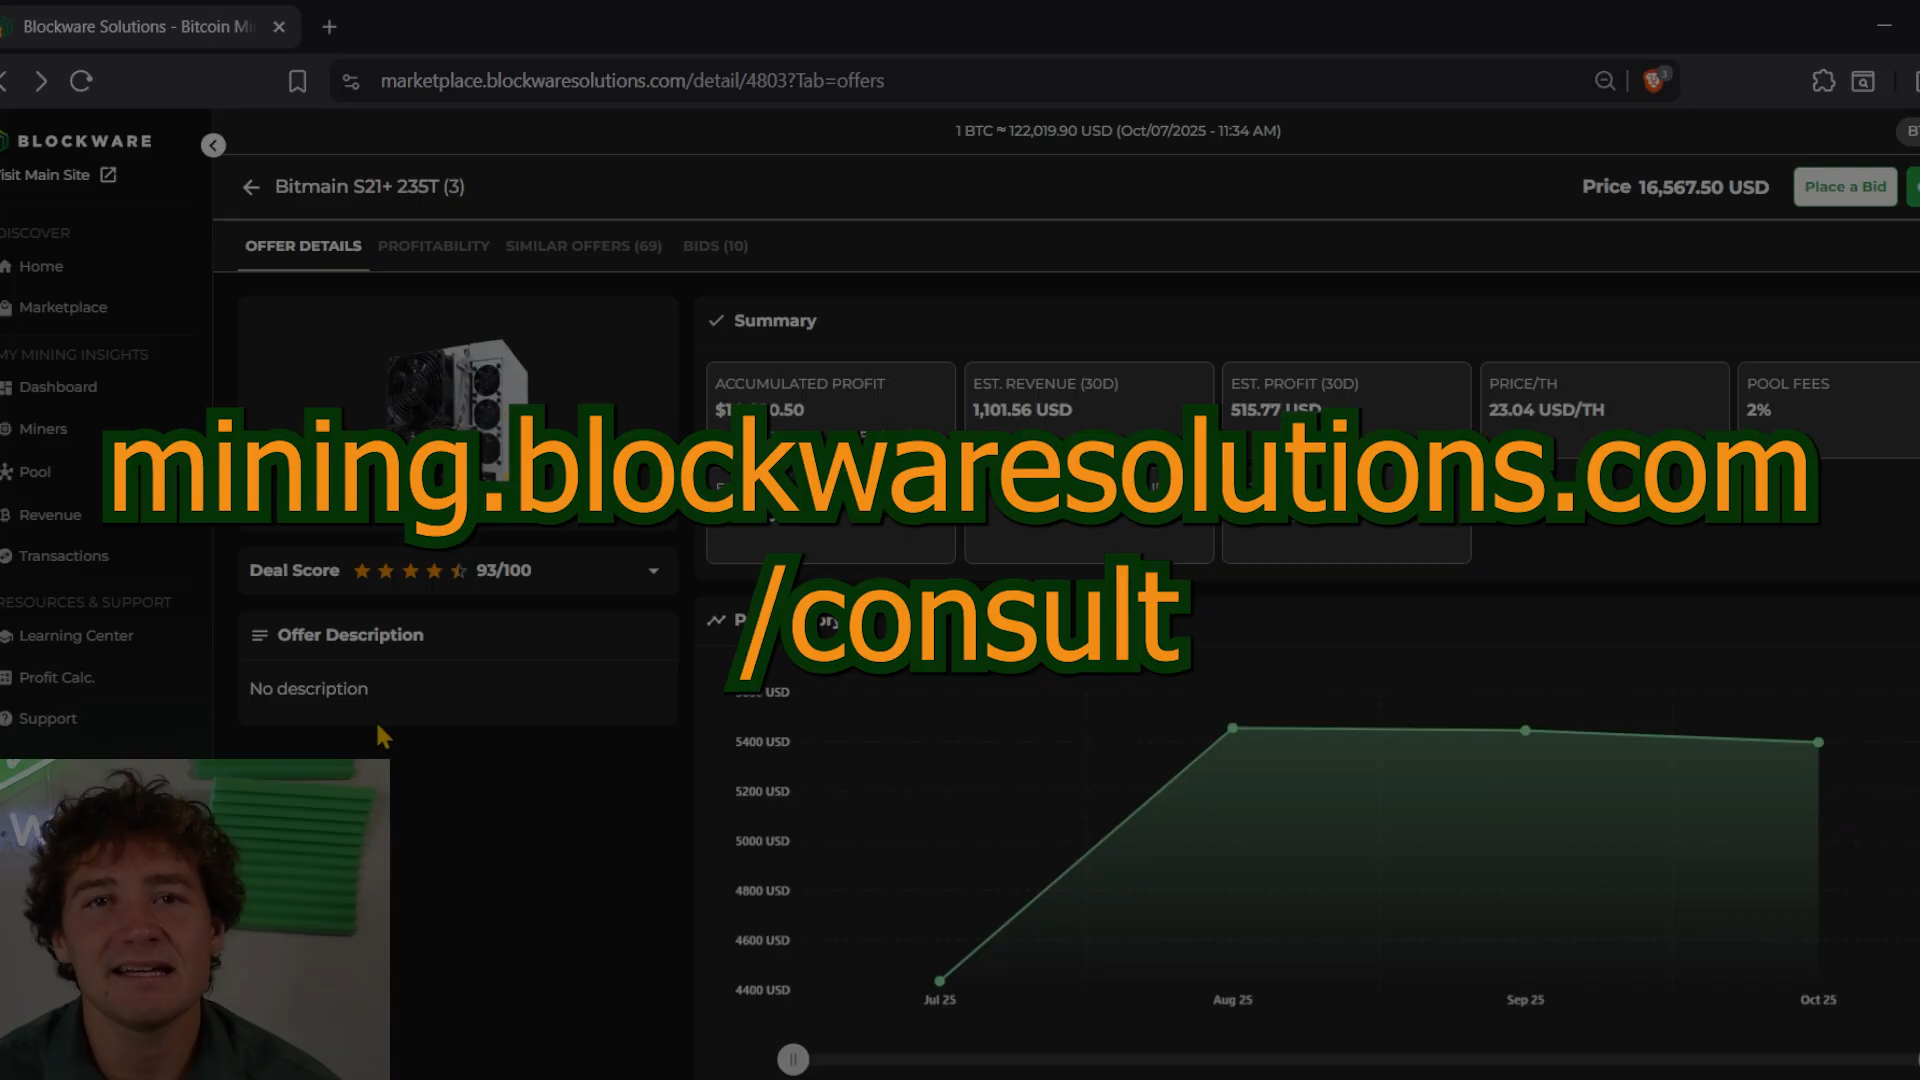 Blockware Solutions - Bitcoin Mi
marketplace.blockwaresolutions.com/detail/4803?Tab=offers
3
BLOCKWARE
1 BTC ≈ 122,019.90 USD (Oct/07/2025 - 11:34 AM)
isit Main Site
Bitmain S21+ 235T (3)
Price 16,567.50 USD
Place a Bid
DISCOVER
OFFER DETAILS
PROFITABILITY
SIMILAR OFFERS (69)
BIDS (10)
Home
Marketplace
Summary
MY MINING INSIGHTS
Dashboard
ACCUMULATED PROFIT
EST. REVENUE (30D)
1,101.56 USD
EST. PROFIT (30D)
515.77 USD
PRICE/TH
23.04 USD/TH
POOL FEES
2%
Miners
Pool
mining.blockwaresolutions.com
/consult
Revenue
Transactions
Deal Score
93/100
RESOURCES & SUPPORT
Learning Center
Offer Description
Profit Calc.
No description
Support
5400 USD
5200 USD
5000 USD
4800 USD
4600 USD
4400 USD
Jul 25
Aug 25
Sep 25
Oct 25